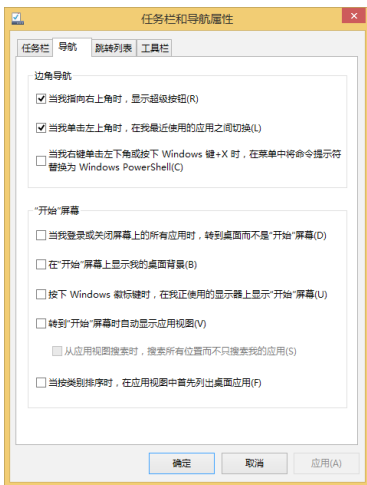 任务栏和导航属性
任务栏 导航 跳转列表 工具栏
边角导航
当我指向右上角时，显示超级按钮(R)
当我单击左上角时，在我最近使用的应用之间切换(L)
当我右键单击左下角或按下 Windows 键+X 时，在菜单中将命令提示符
替换为 Windows PowerShell(C)
"开始"屏幕
当我登录或关闭屏幕上的所有应用时，转到桌面而不是"开始"屏幕(D)
在"开始"屏幕上显示我的桌面背景(B)
按下 Windows 徽标键时，在我正使用的显示器上显示"开始"屏幕(U)
转到"开始"屏幕时自动显示应用视图(V)
从应用视图搜索时，搜索所有位置而不只搜索我的应用(S)
当按类别排序时，在应用视图中首先列出桌面应用(F)
确定 取消 应用(A)